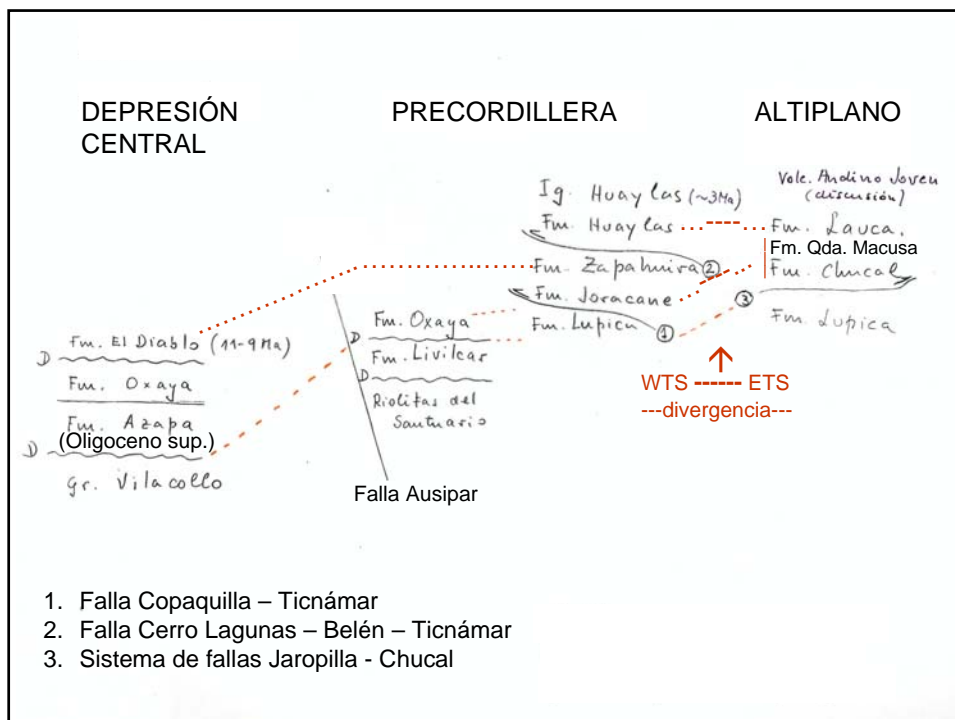 DEPRESIÓN
CENTRAL
PRECORDILLERA
ALTIPLANO
Volc. Andino Joven
(discusión)
Ig. Huaylas (~3Ma)
Fm. Huaylas
Fm. Lauca.
Fm. Qda. Macusa
Fm. Zapahuira 2
Fm. Chucal
Fm. Joracane
3
Fm. Lupica 1
Fm. Lupica
Fm. Oxaya
D
Fm. Livilcar
D
Riolitas del
Santuario
Fm. El Diablo (11-9 Ma)
D
Fm. Oxaya
Fm. Azapa
(Oligoceno sup.)
D
Gr. Vilacollo
WTS ------ ETS
---divergencia---
Falla Ausipar
1. Falla Copaquilla – Ticnámar
2. Falla Cerro Lagunas – Belén – Ticnámar
3. Sistema de fallas Jaropilla - Chucal